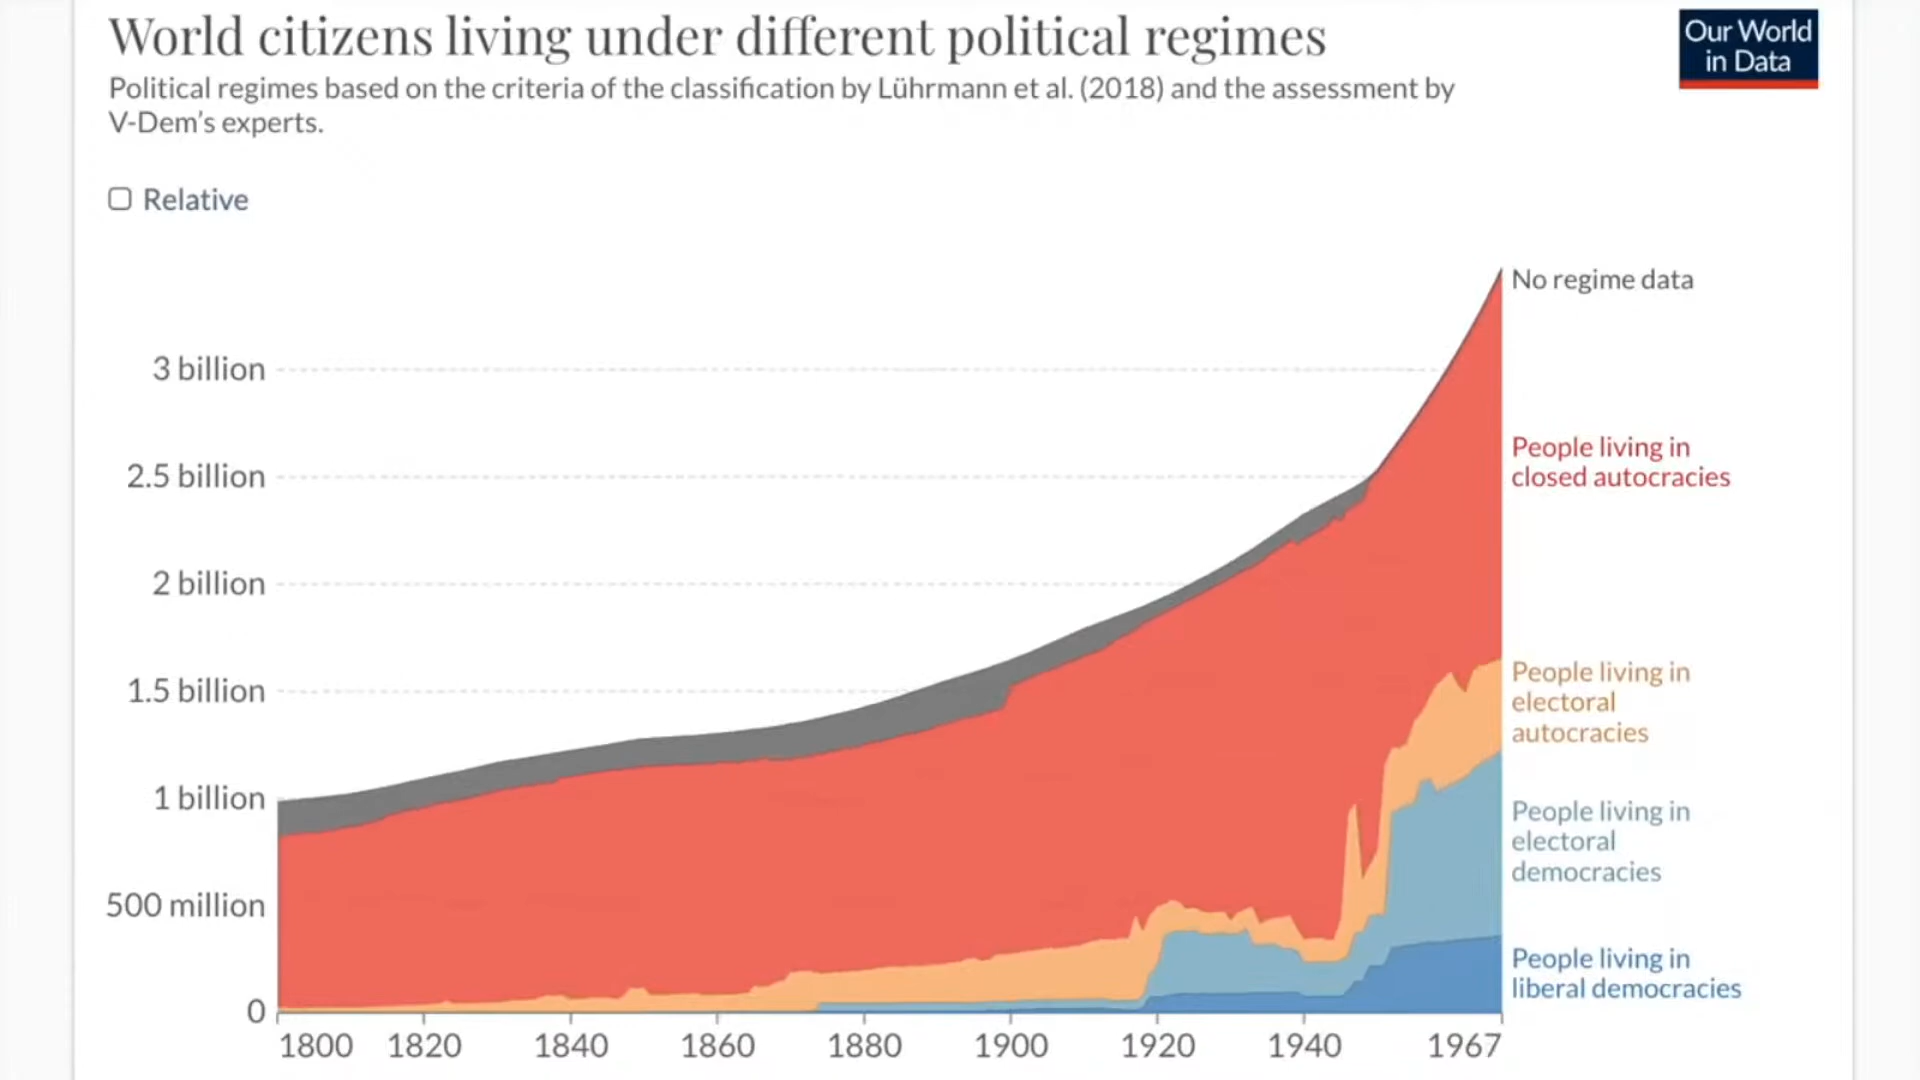 World citizens living under different political regimes
Our World
in Data
Political regimes based on the criteria of the classification by Lührmann et al. (2018) and the assessment by
V-Dem's experts.
Relative
No regime data
3 billion
People living in
closed autocracies
2.5 billion
2 billion
People living in
electoral
autocracies
1.5 billion
1 billion
People living in
electoral
democracies
500 million
People living in
liberal democracies
0
1800 1820 1840 1860 1880 1900 1920 1940 1967